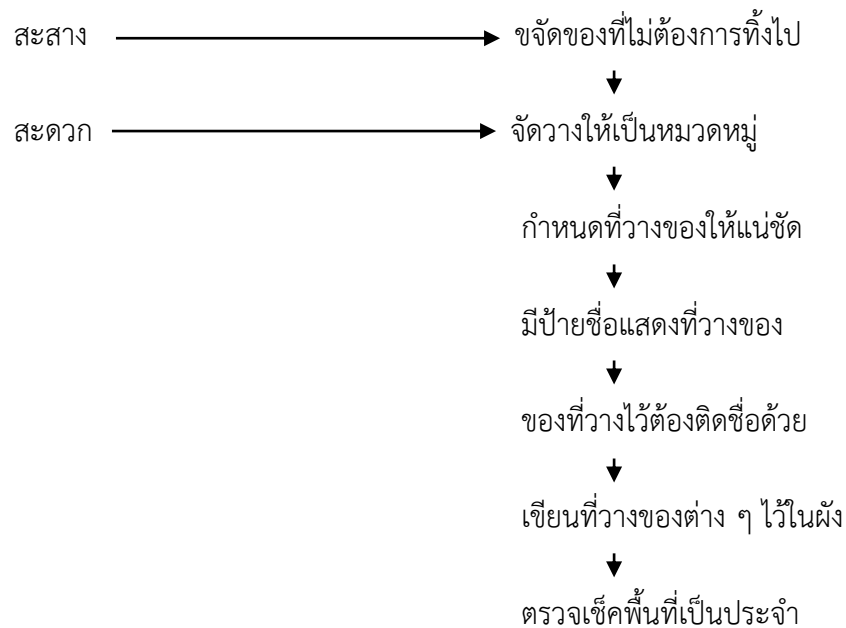 สะสาง ขจัดของที่ไม่ต้องการทิ้งไป
สะดวก จัดวางให้เป็นหมวดหมู่
กำหนดที่วางของให้แน่ชัด
มีป้ายชื่อแสดงที่วางของ
ของที่วางไว้ต้องติดชื่อด้วย
เขียนที่วางของต่าง ๆ ไว้ในผัง
ตรวจเช็คพื้นที่เป็นประจำ